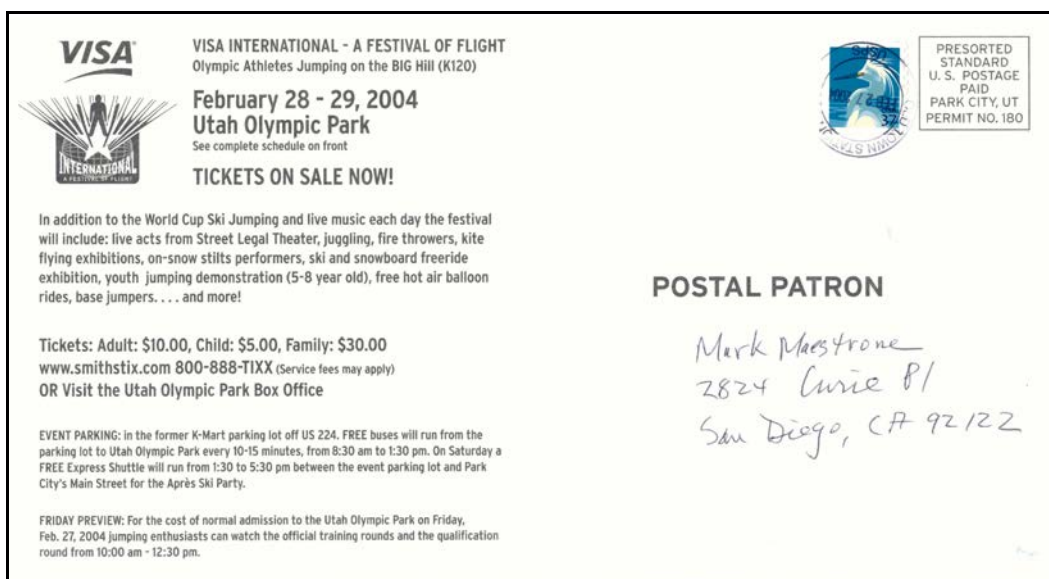 VISA
VISA INTERNATIONAL - A FESTIVAL OF FLIGHT
Olympic Athletes Jumping on the BIG Hill (K120)
February 28 - 29, 2004
Utah Olympic Park
See complete schedule on front
TICKETS ON SALE NOW!
INTERNATIONAL
A FESTIVAL OF FLIGHT
In addition to the World Cup Ski Jumping and live music each day the festival
will include: live acts from Street Legal Theater, juggling, fire throwers, kite
flying exhibitions, on-snow stilts performers, ski and snowboard freeride
exhibition, youth jumping demonstration (5-8 year old), free hot air balloon
rides, base jumpers. . . . and more!
Tickets: Adult: $10.00, Child: $5.00, Family: $30.00
www.smithstix.com 800-888-TIXX (Service fees may apply)
OR Visit the Utah Olympic Park Box Office
EVENT PARKING: in the former K-Mart parking lot off US 224. FREE buses will run from the
parking lot to Utah Olympic Park every 10-15 minutes, from 8:30 am to 1:30 pm. On Saturday a
FREE Express Shuttle will run from 1:30 to 5:30 pm between the event parking lot and Park
City's Main Street for the Après Ski Party.
FRIDAY PREVIEW: For the cost of normal admission to the Utah Olympic Park on Friday,
Feb. 27, 2004 jumping enthusiasts can watch the official training rounds and the qualification
round from 10:00 am - 12:30 pm.
USPS
FEB 27 2004
37
PRESORTED
STANDARD
U. S. POSTAGE
PAID
PARK CITY, UT
PERMIT NO. 180
POSTAL PATRON
Mark Maestrone
2824 Curie Pl
San Diego, CA 92122